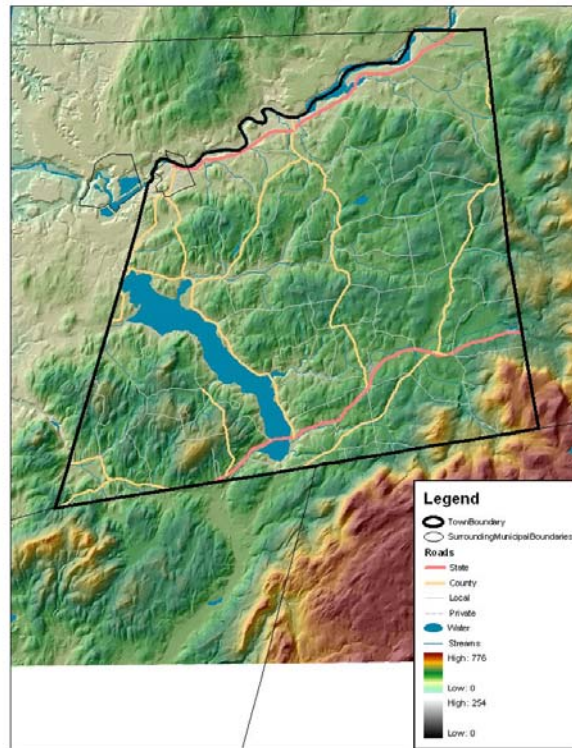 Legend
TownBoundary
SurroundingMunicipalBoundaries
Roads
State
County
Local
Private
Water
Streams
High: 776
Low: 0
High: 254
Low: 0